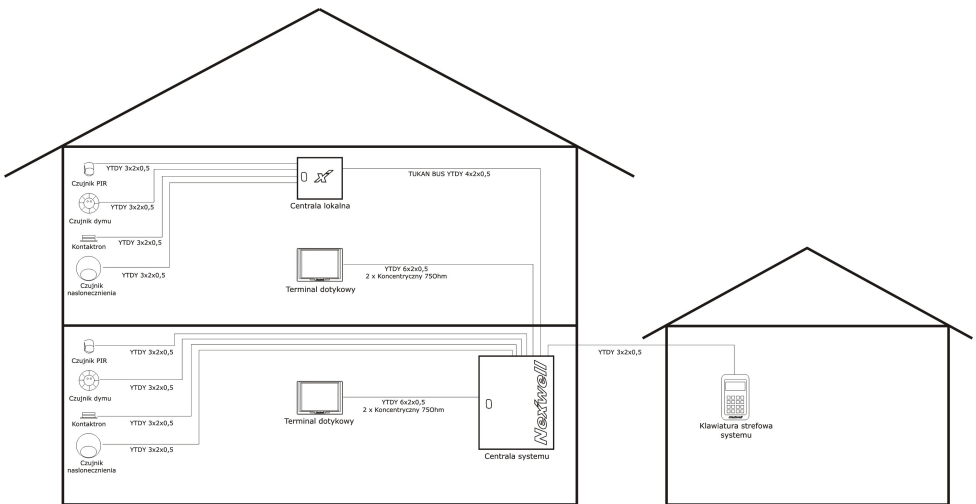 YTDY 3x2x0,5
Czujnik PIR
YTDY 3x2x0,5
Czujnik dymu
YTDY 3x2x0,5
Kontaktron
YTDY 3x2x0,5
Czujnik
naslonecznienia
x
Centrala lokalna
TUKAN BUS YTDY 4x2x0,5
Terminal dotykowy
YTDY 6x2x0,5
2 x Koncentryczny 75Ohm
YTDY 3x2x0,5
Czujnik PIR
YTDY 3x2x0,5
Czujnik dymu
YTDY 3x2x0,5
Kontaktron
YTDY 3x2x0,5
Czujnik
naslonecznienia
Terminal dotykowy
YTDY 6x2x0,5
2 x Koncentryczny 75Ohm
Nexwell
Centrala systemu
YTDY 3x2x0,5
Klawiatura strefowa
systemu